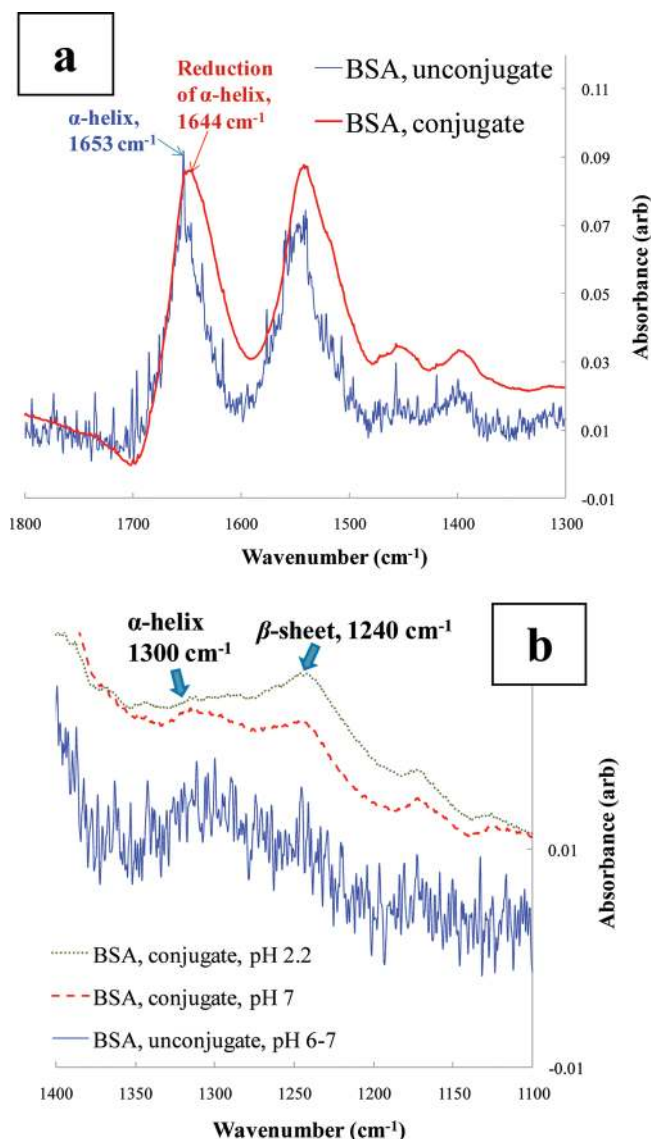 a
BSA, unconjugate
BSA, conjugate
Reduction
of α-helix,
1644 cm⁻¹
α-helix,
1653 cm⁻¹
0.11
0.09
0.07
0.05
0.03
0.01
-0.01
Absorbance (arb)
1800 1700 1600 1500 1400 1300
Wavenumber (cm⁻¹)
b
α-helix
1300 cm⁻¹
β-sheet, 1240 cm⁻¹
0.01
-0.01
Absorbance (arb)
BSA, conjugate, pH 2.2
BSA, conjugate, pH 7
BSA, unconjugate, pH 6-7
1400 1350 1300 1250 1200 1150 1100
Wavenumber (cm⁻¹)